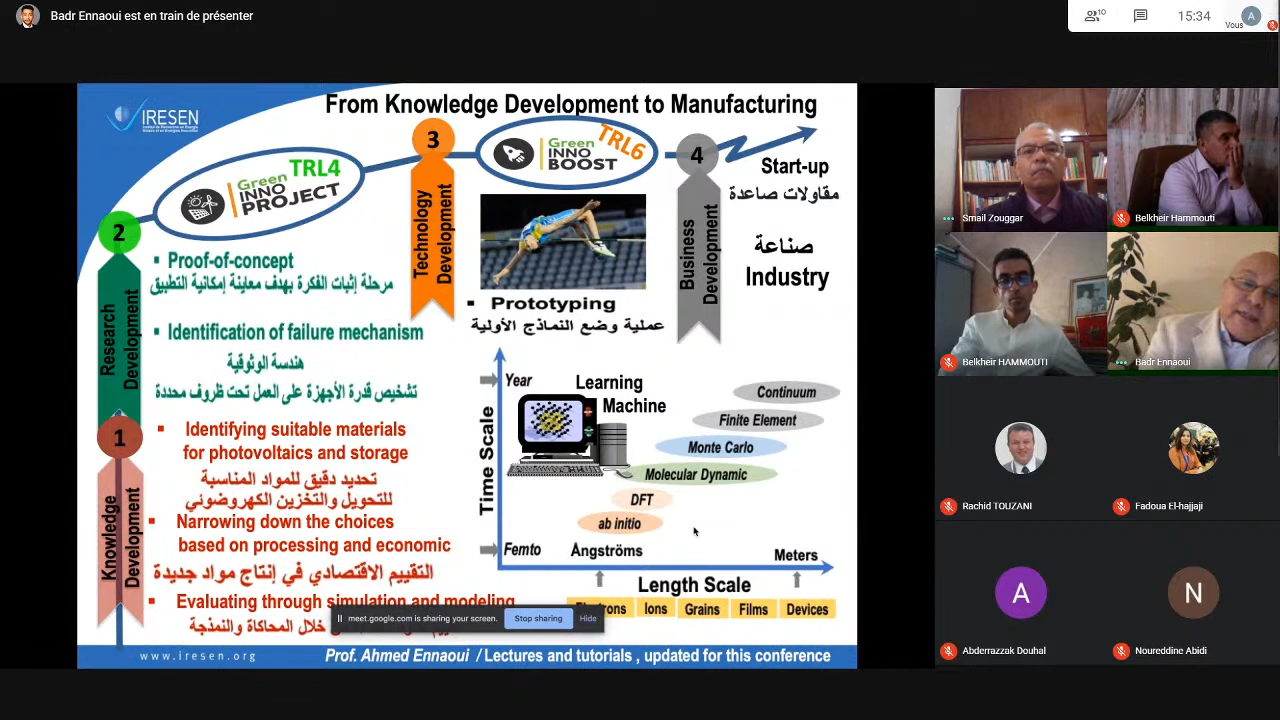 Badr Ennaoui est en train de présenter
10
15:34
A
Vous
IRESEN
From Knowledge Development to Manufacturing
TRL4
Green
INNO
PROJECT
3
Green
INNO
BOOST
TRL6
4
Start-up
مقاولات صاعدة
صناعة
Industry
2
Technology
Development
Business
Development
Proof-of-concept
مرحلة إثبات الفكرة بهدف معاينة إمكانية التطبيق
Prototyping
عملية وضع النماذج الأولية
Research
Development
Identification of failure mechanism
هندسة الوثوقية
تشخيص قدرة الأجهزة على العمل تحت ظروف محددة
1
Identifying suitable materials
for photovoltaics and storage
تحديد دقيق للمواد المناسبة
للتحويل والتخزين الكهروضوئي
Knowledge
Development
Narrowing down the choices
based on processing and economic
التقييم الاقتصادي في إنتاج مواد جديدة
Evaluating through simulation and modeling
خلال المحاكاة والنمذجة
Time Scale
Year
Learning
Machine
Continuum
Finite Element
Monte Carlo
Molecular Dynamic
DFT
ab initio
Femto
Angströms
Meters
Length Scale
Ions
Grains
Films
Devices
meet.google.com is sharing your screen.
Stop sharing
Hide
www.iresen.org
Prof. Ahmed Ennaoui / Lectures and tutorials , updated for this conference
Smail Zouggar
Belkheir Hammouti
Belkheir HAMMOUTI
Badr Ennaoui
Rachid TOUZANI
Fadoua El-hajjaji
A
N
Abderrazzak Douhal
Noureddine Abidi